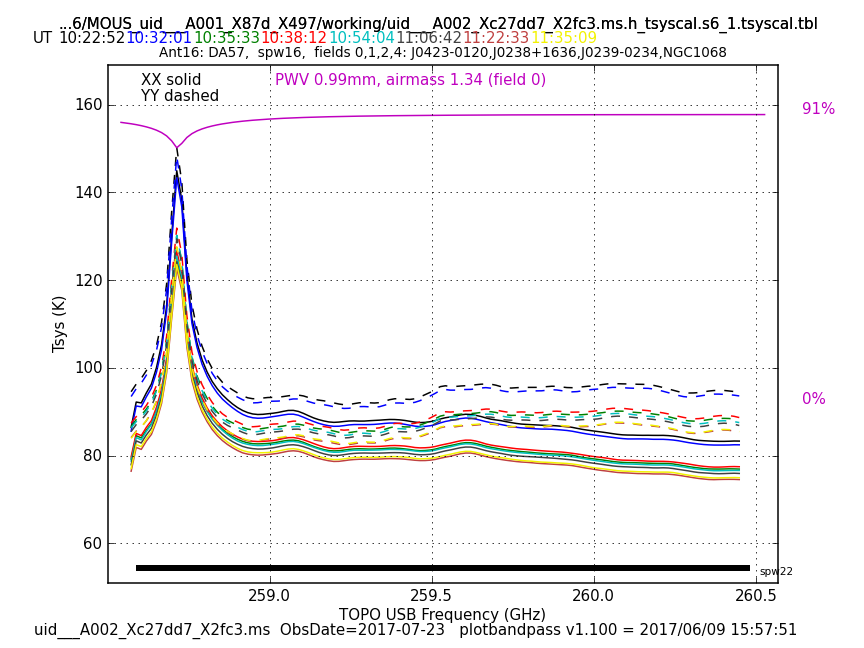 ...6/MOUS_uid___A001_X87d_X497/working/uid___A002_Xc27dd7_X2fc3.ms.h_tsyscal.s6_1.tsyscal.tbl
UT 10:22:52 10:32:01 10:35:33 10:38:12 10:54:04 11:06:42 11:22:33 11:35:09
Ant16: DA57, spw16, fields 0,1,2,4: J0423-0120,J0238+1636,J0239-0234,NGC1068
XX solid PWV 0.99mm, airmass 1.34 (field 0)
YY dashed
160
91%
140
120
Tsys (K)
100
0%
80
60
spw22
259.0 259.5 260.0 260.5
TOPO USB Frequency (GHz)
uid___A002_Xc27dd7_X2fc3.ms ObsDate=2017-07-23 plotbandpass v1.100 = 2017/06/09 15:57:51